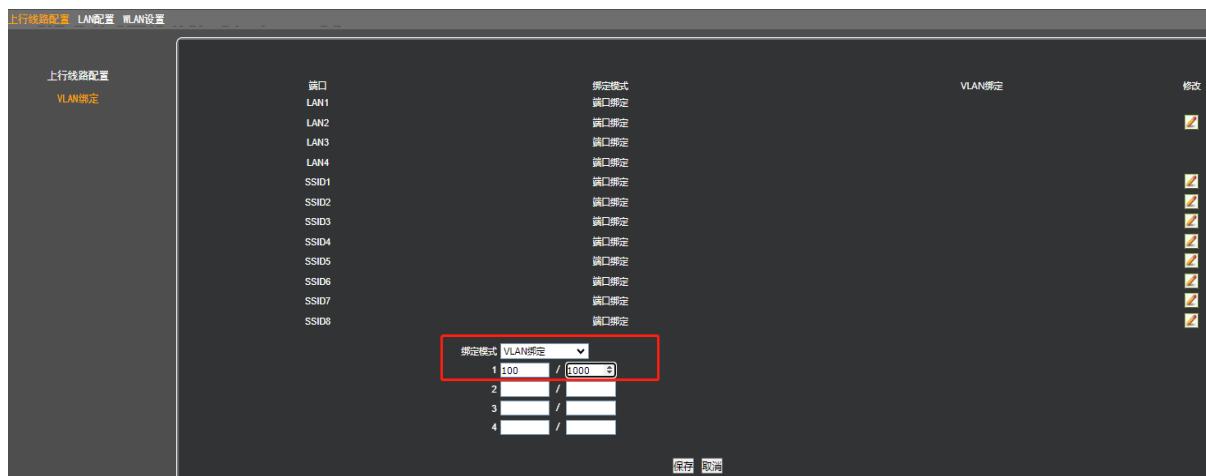 上行线路配置 LAN配置 WLAN设置
上行线路配置
VLAN绑定
端口 绑定模式 VLAN绑定 修改
LAN1 端口绑定
LAN2 端口绑定
LAN3 端口绑定
LAN4 端口绑定
SSID1 端口绑定
SSID2 端口绑定
SSID3 端口绑定
SSID4 端口绑定
SSID5 端口绑定
SSID6 端口绑定
SSID7 端口绑定
SSID8 端口绑定
绑定模式 VLAN绑定
1 100 / 1000
2 /
3 /
4 /
保存 取消